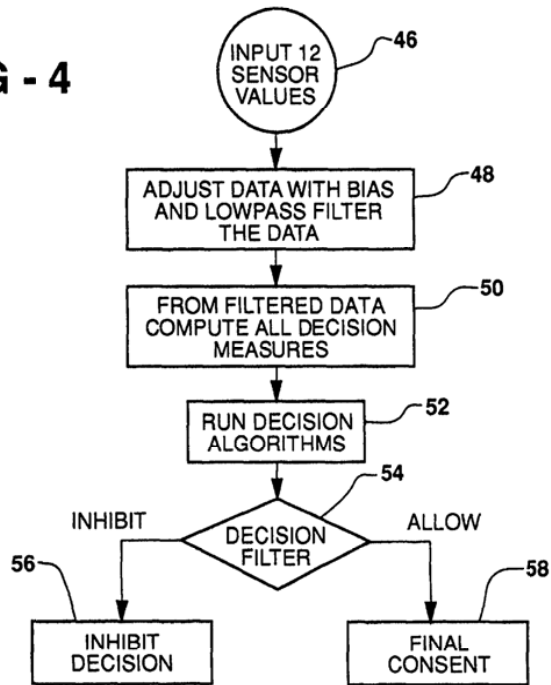 G - 4
INPUT 12
SENSOR
VALUES
46
ADJUST DATA WITH BIAS
AND LOWPASS FILTER
THE DATA
48
FROM FILTERED DATA
COMPUTE ALL DECISION
MEASURES
50
RUN DECISION
ALGORITHMS
52
54
INHIBIT
DECISION
FILTER
ALLOW
56
INHIBIT
DECISION
58
FINAL
CONSENT